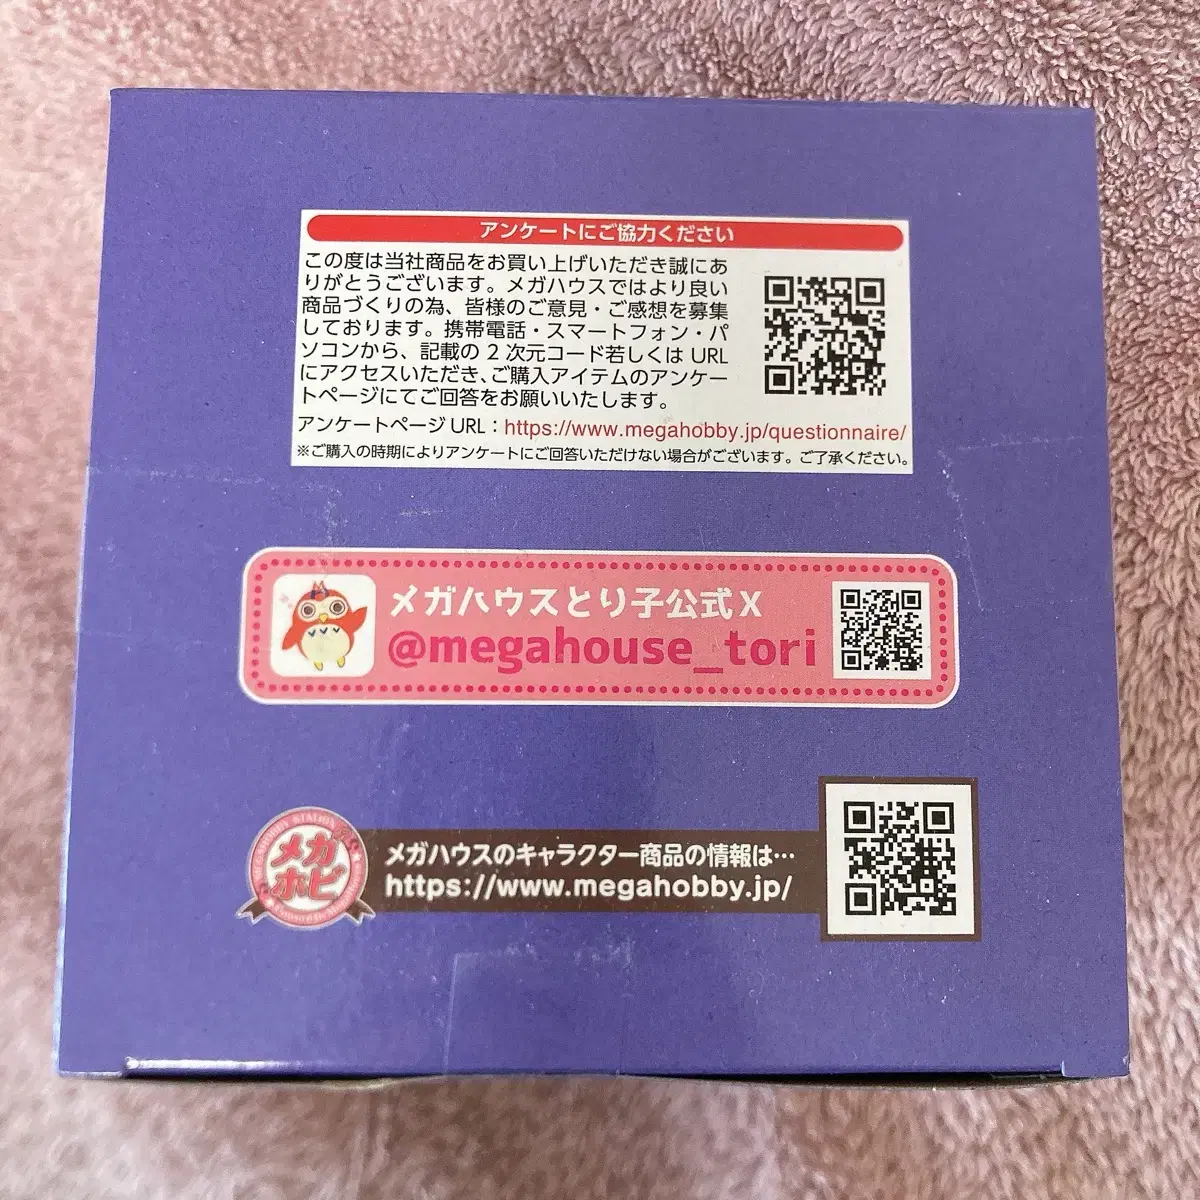 アンケートにご協力ください
この度は当社商品をお買い上げいただき誠にあ
りがとうございます。メガハウスではより良い
商品づくりの為、皆様のご意見・ご感想を募集
しております。携帯電話・スマートフォン・パ
ソコンから、記載の2次元コード若しくはURL
にアクセスいただき、ご購入アイテムのアンケー
トページにてご回答をお願いいたします。
アンケートページURL：https://www.megahobby.jp/questionnaire/
※ご購入の時期によりアンケートにご回答いただけない場合がございます。ご了承ください。
メガハウスとり子公式X
@megahouse_tori
MEGAHOBBY STATION
メガ
ホビ
メガハウスのキャラクター商品の情報は…
https://www.megahobby.jp/